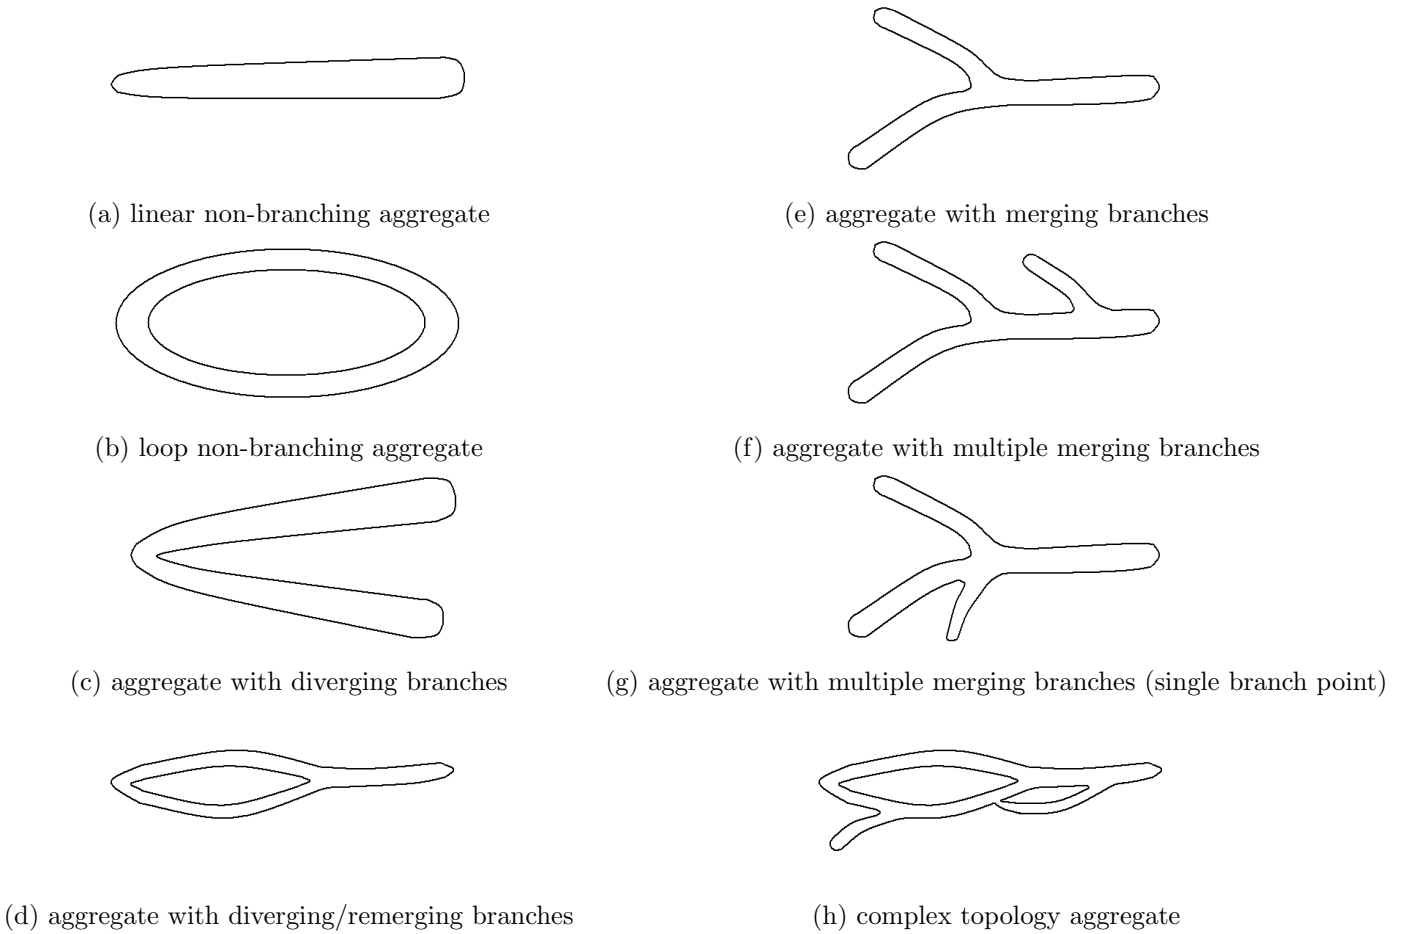 (a) linear non-branching aggregate
(e) aggregate with merging branches
(b) loop non-branching aggregate
(f) aggregate with multiple merging branches
(c) aggregate with diverging branches
(g) aggregate with multiple merging branches (single branch point)
(d) aggregate with diverging/remerging branches
(h) complex topology aggregate